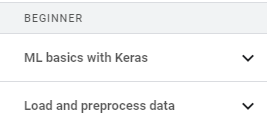 BEGINNER
ML basics with Keras
Load and preprocess data